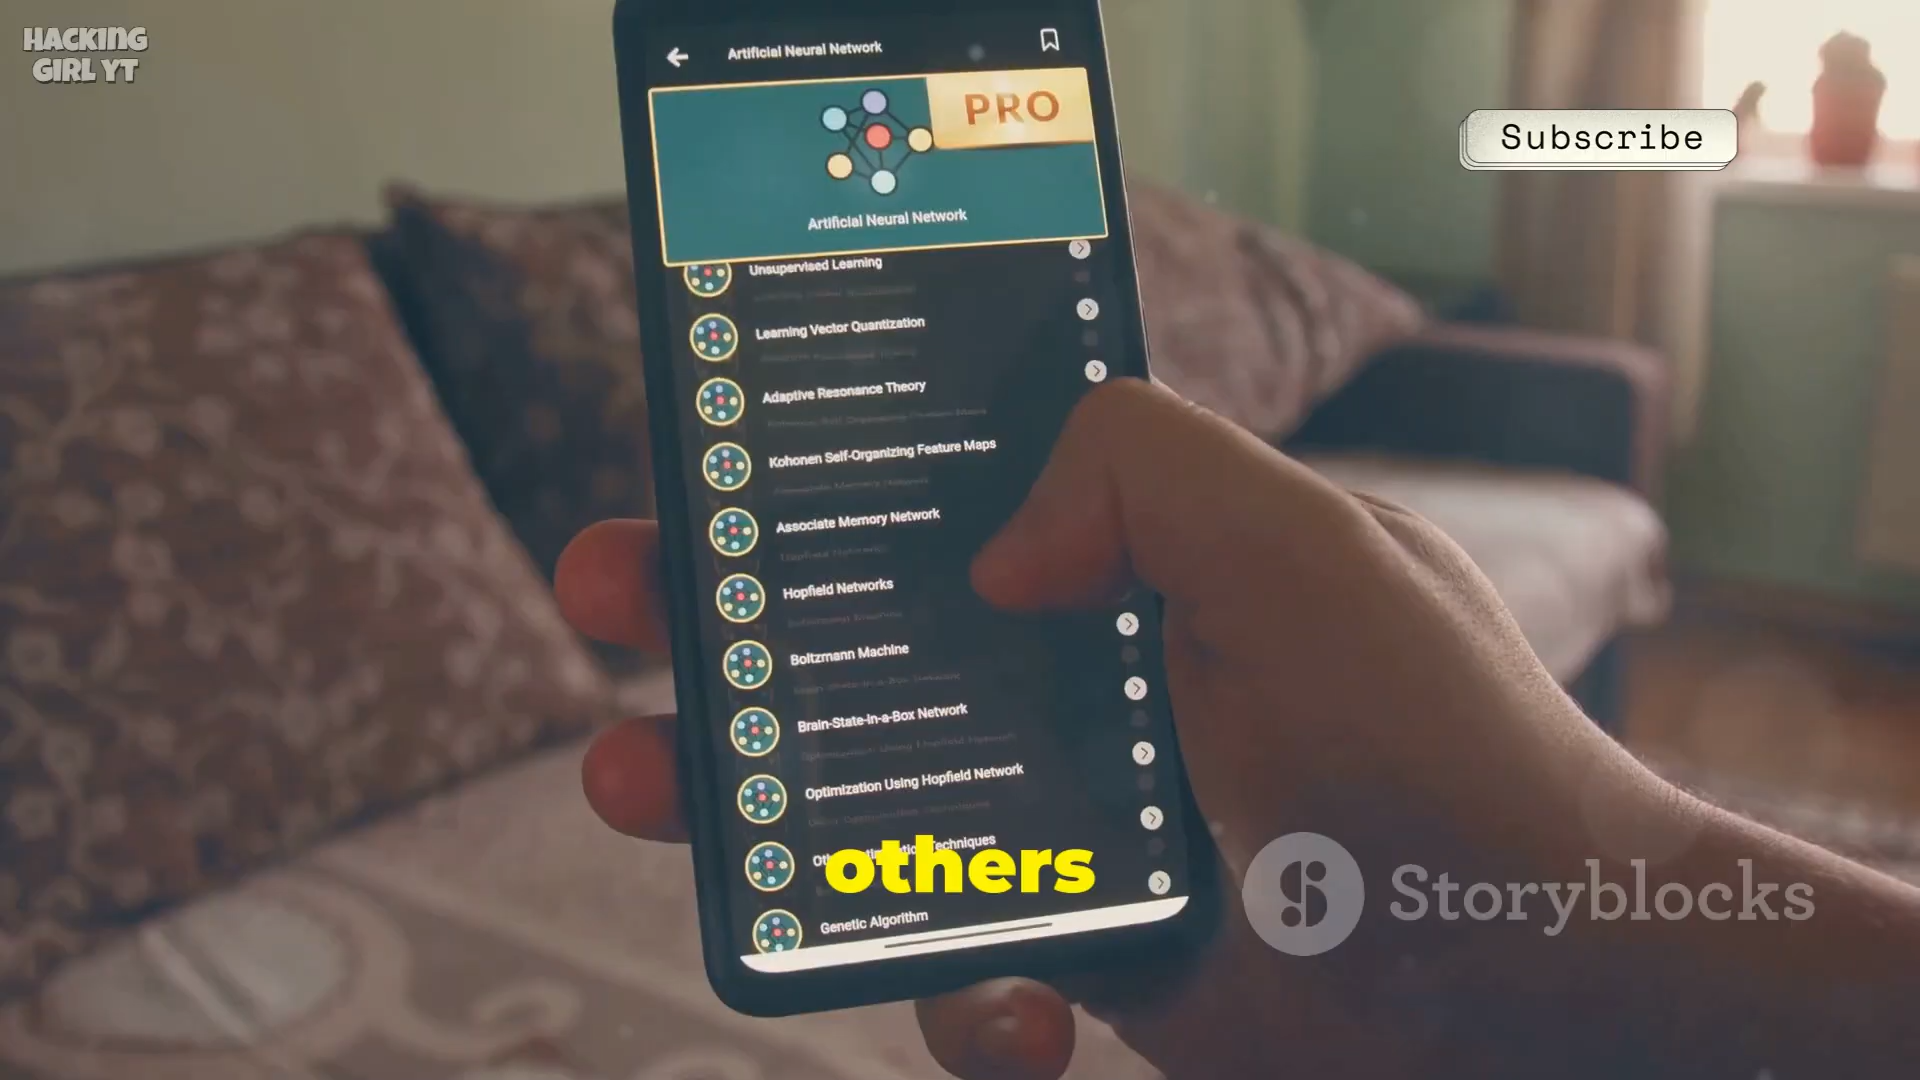 HACKING
GIRL YT
Artificial Neural Network
PRO
Subscribe
Artificial Neural Network
Unsupervised Learning
Learning Vector Quantization
Adaptive Resonance Theory
Kohonen Self-Organizing Feature Maps
Associate Memory Network
Hopfield Networks
Boltzmann Machine
Brain-State-in-a-Box Network
Optimization Using Hopfield Network
Techniques
others
Storyblocks
Genetic Algorithm